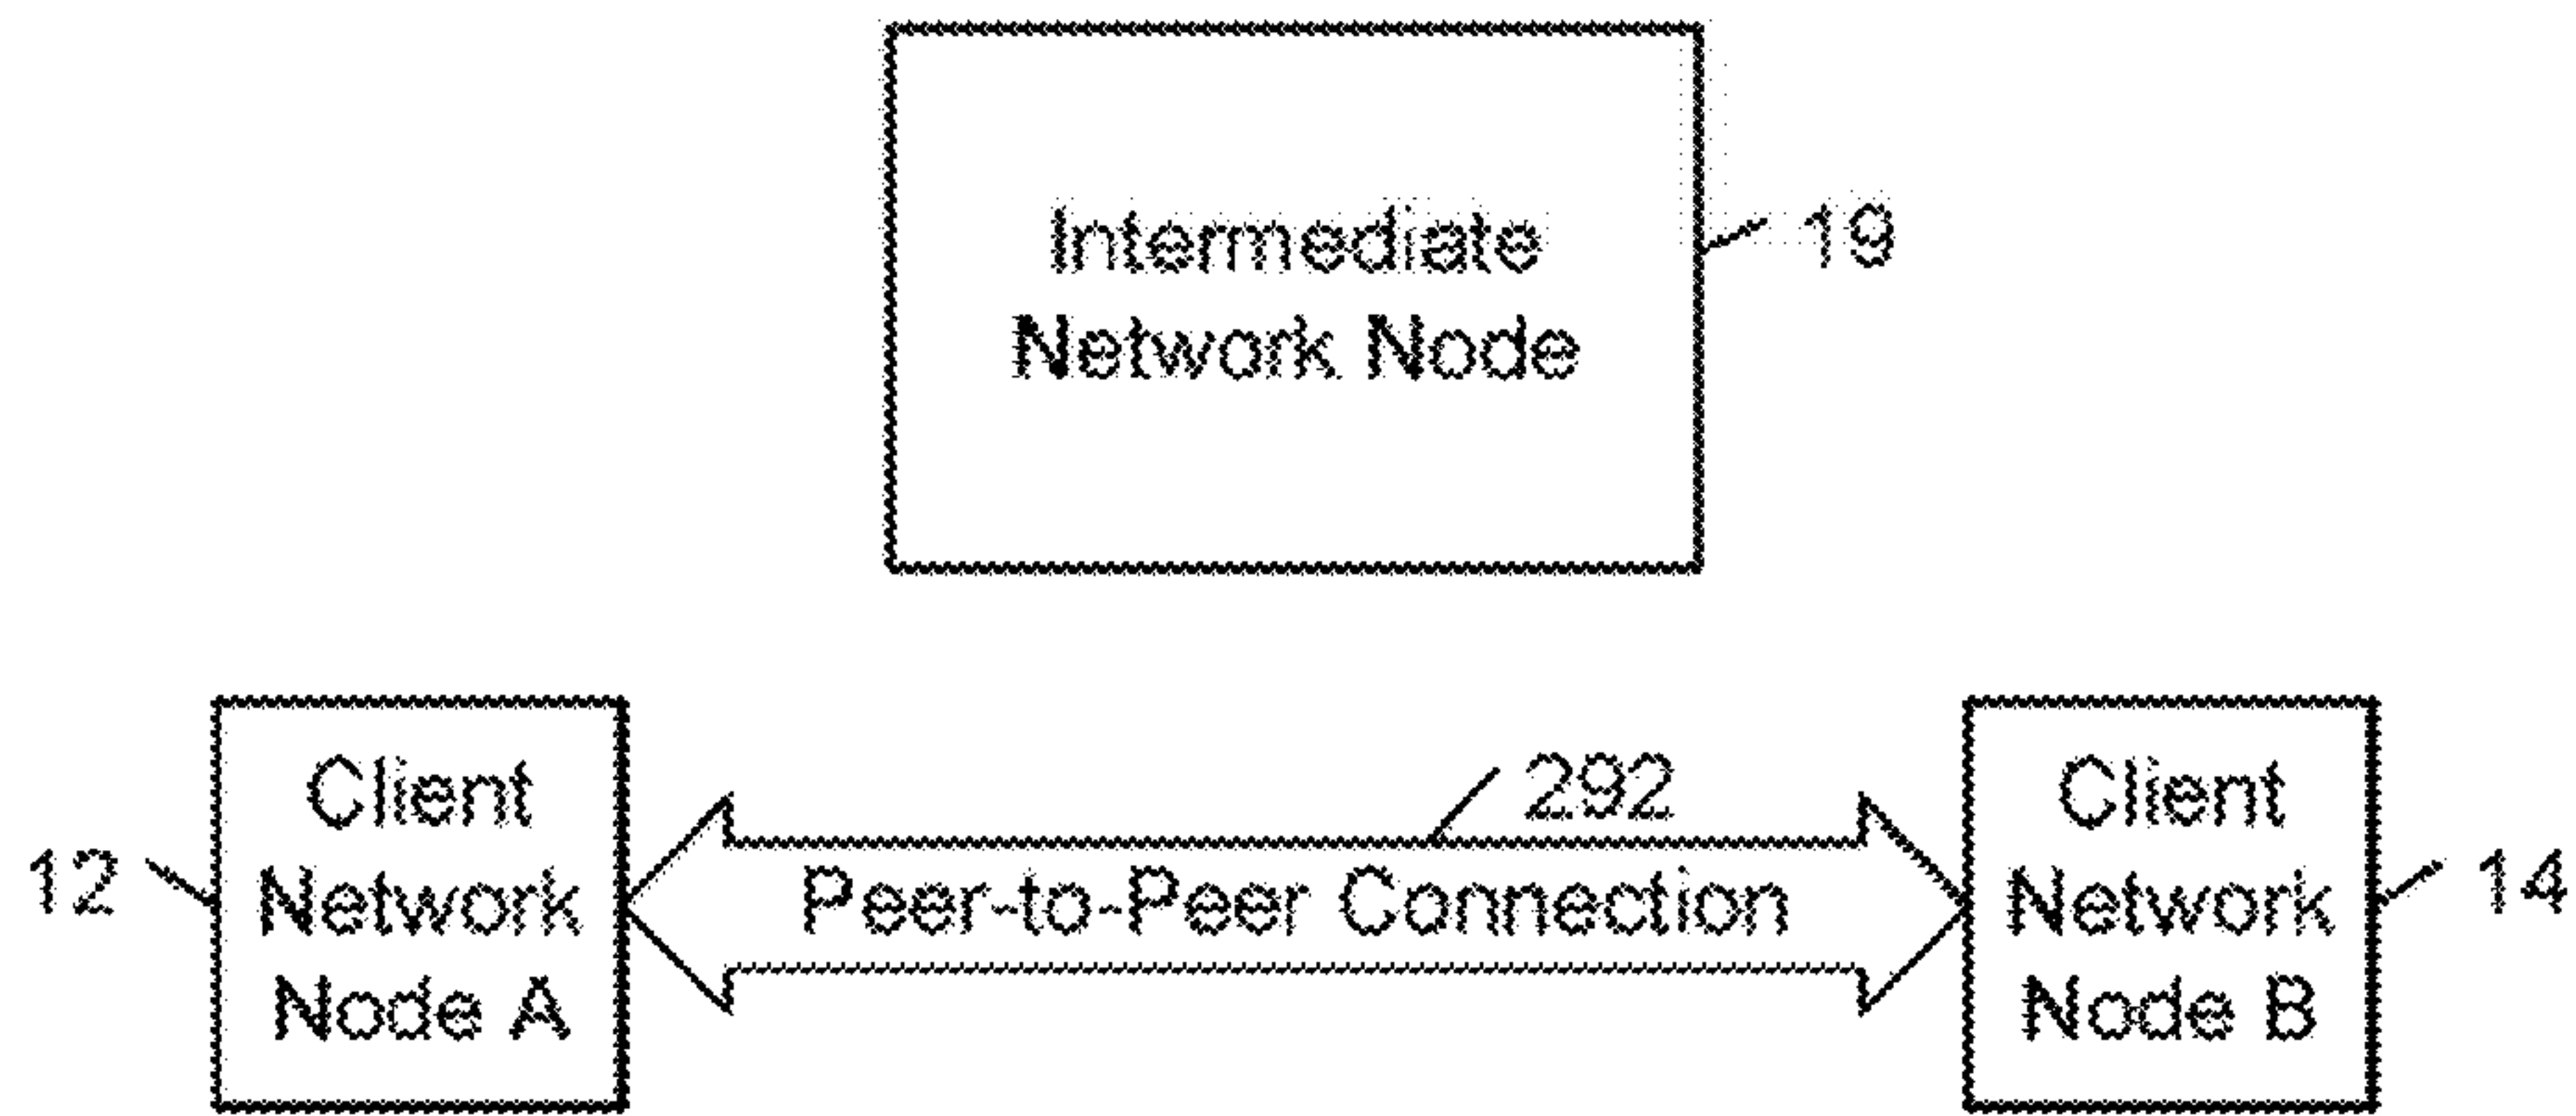 Intermediate
Network Node
19
Client
Network
Node A
12
292
Peer-to-Peer Connection
Client
Network
Node B
14